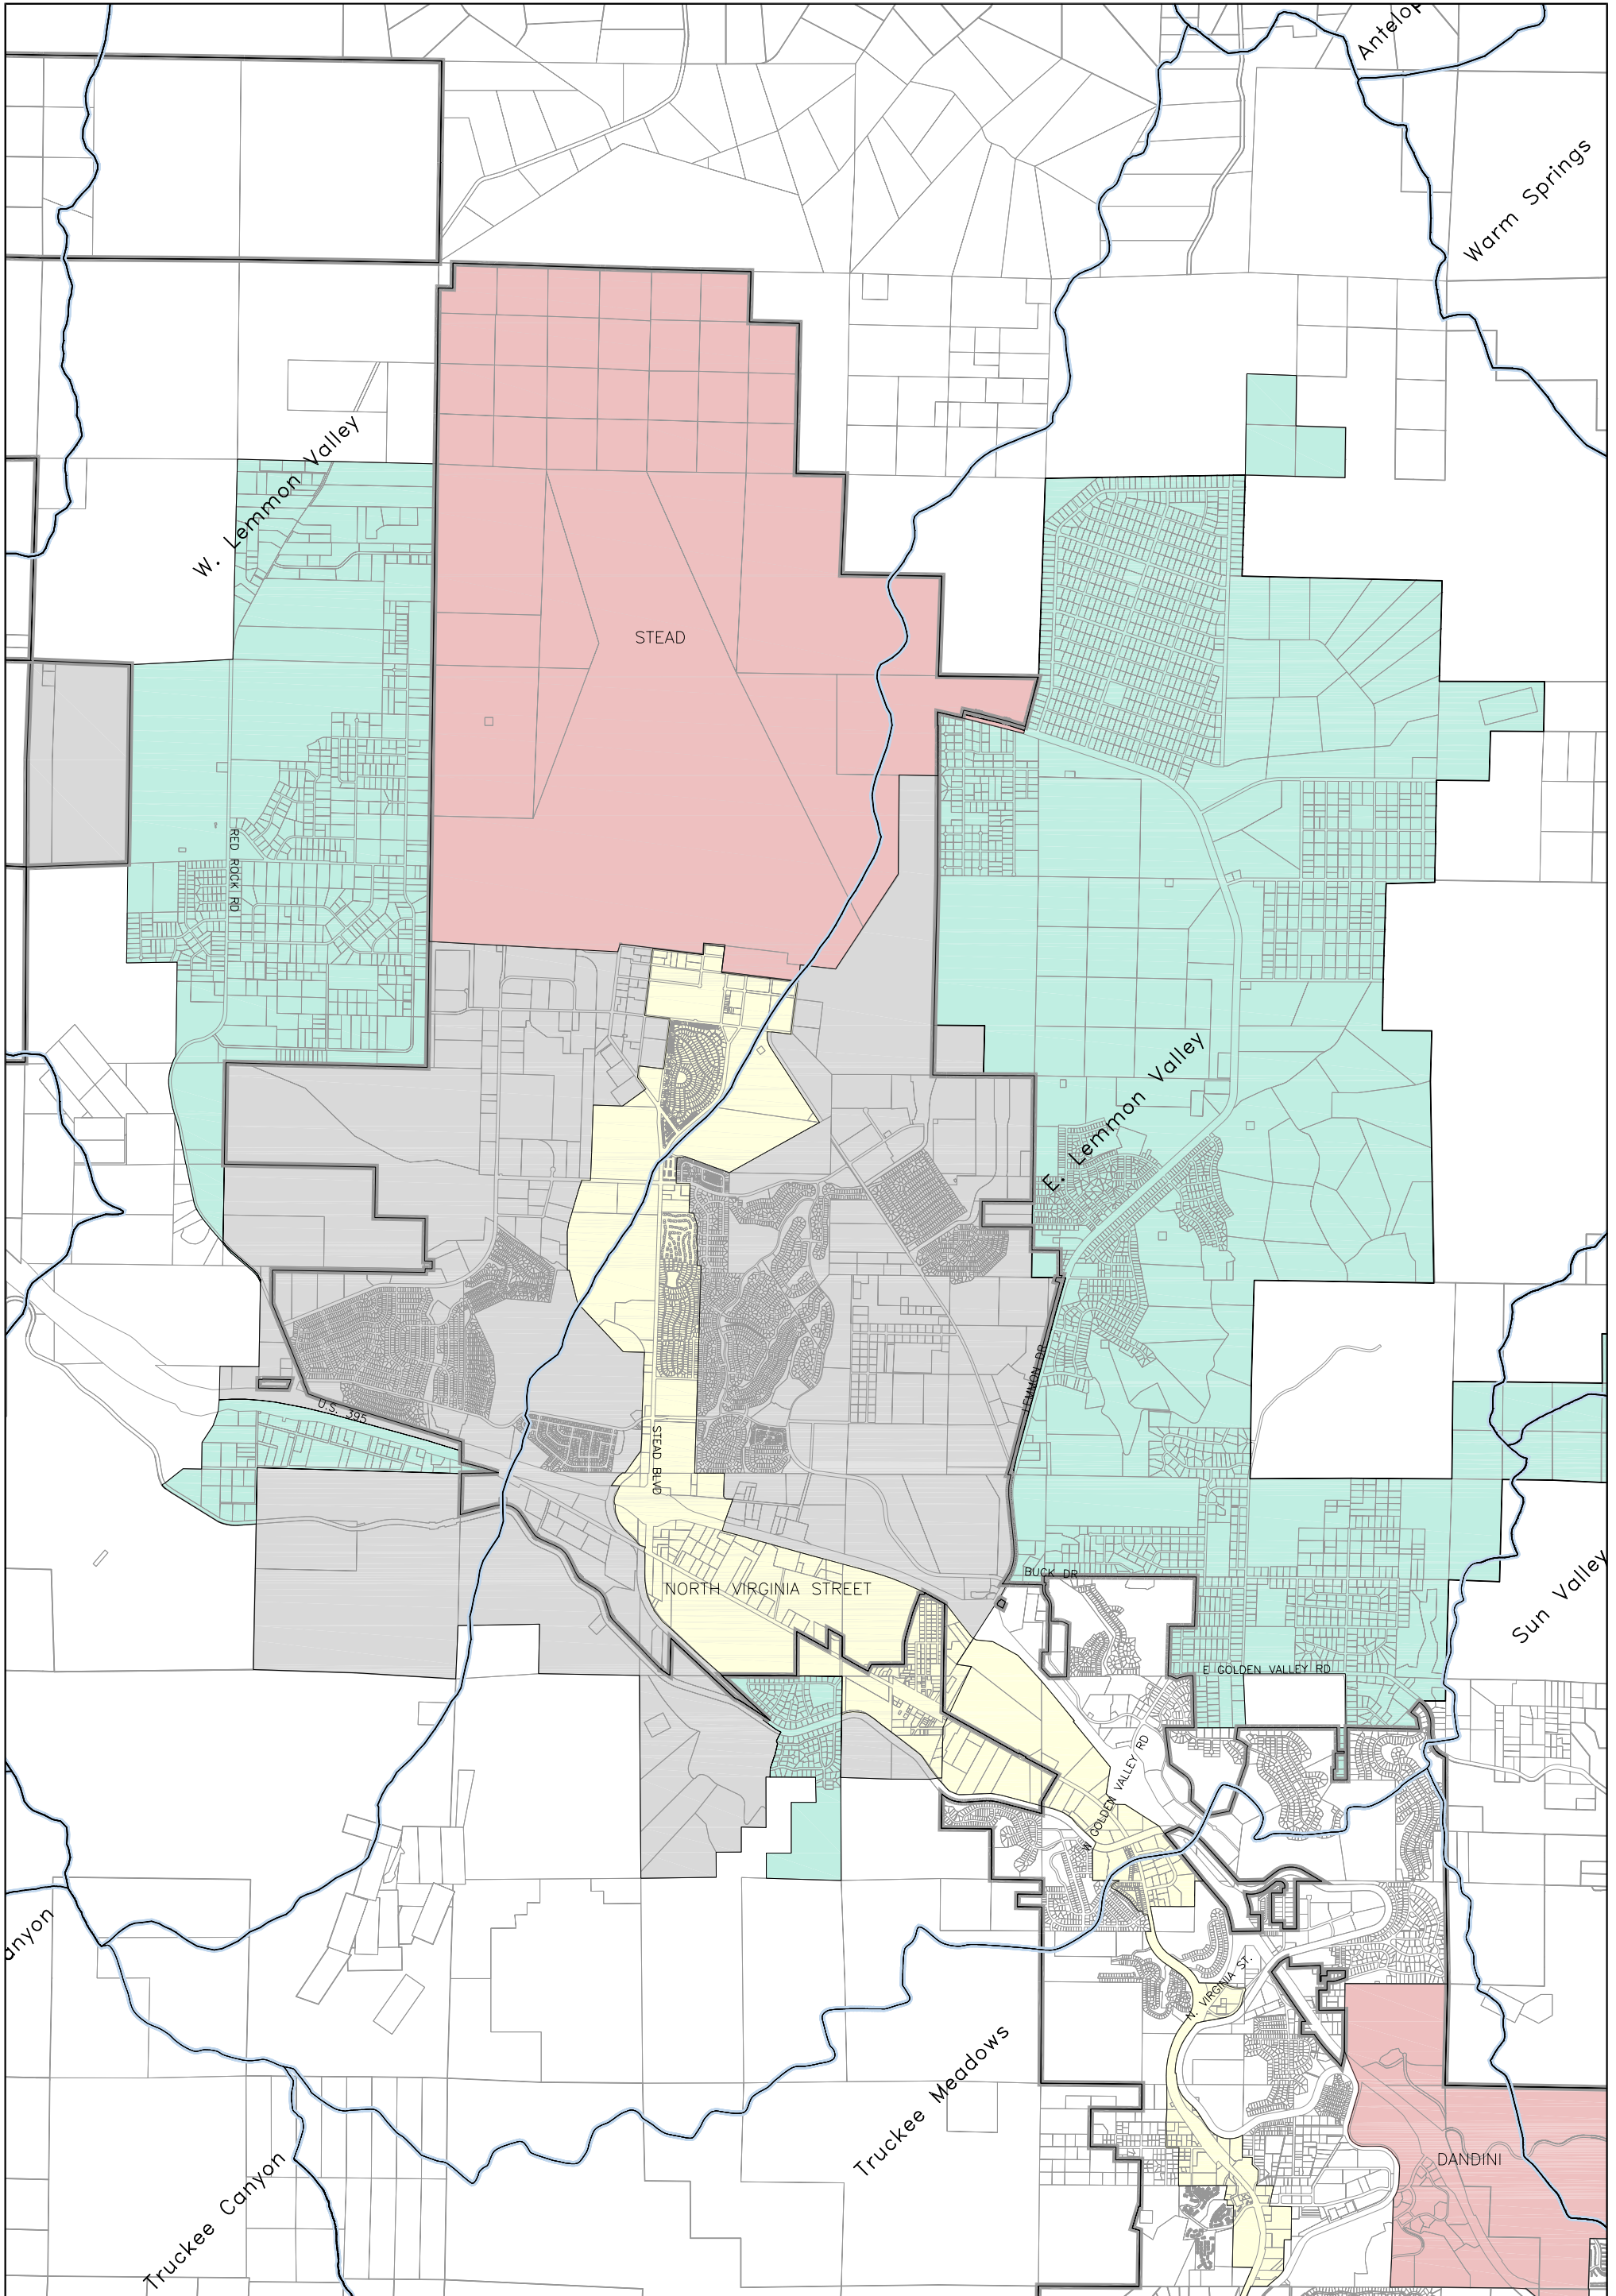 Antelop
Warm Springs
W. Lemmon Valley
STEAD
RED ROCK RD
E. Lemmon Valley
LEMMON DR
U.S. 395
STEAD BLVD
BUCK DR
NORTH VIRGINIA STREET
Sun Valley
E GOLDEN VALLEY RD
W GOLDEN VALLEY RD
anyon
N. VIRGINIA ST.
Truckee Meadows
DANDINI
Truckee Canyon